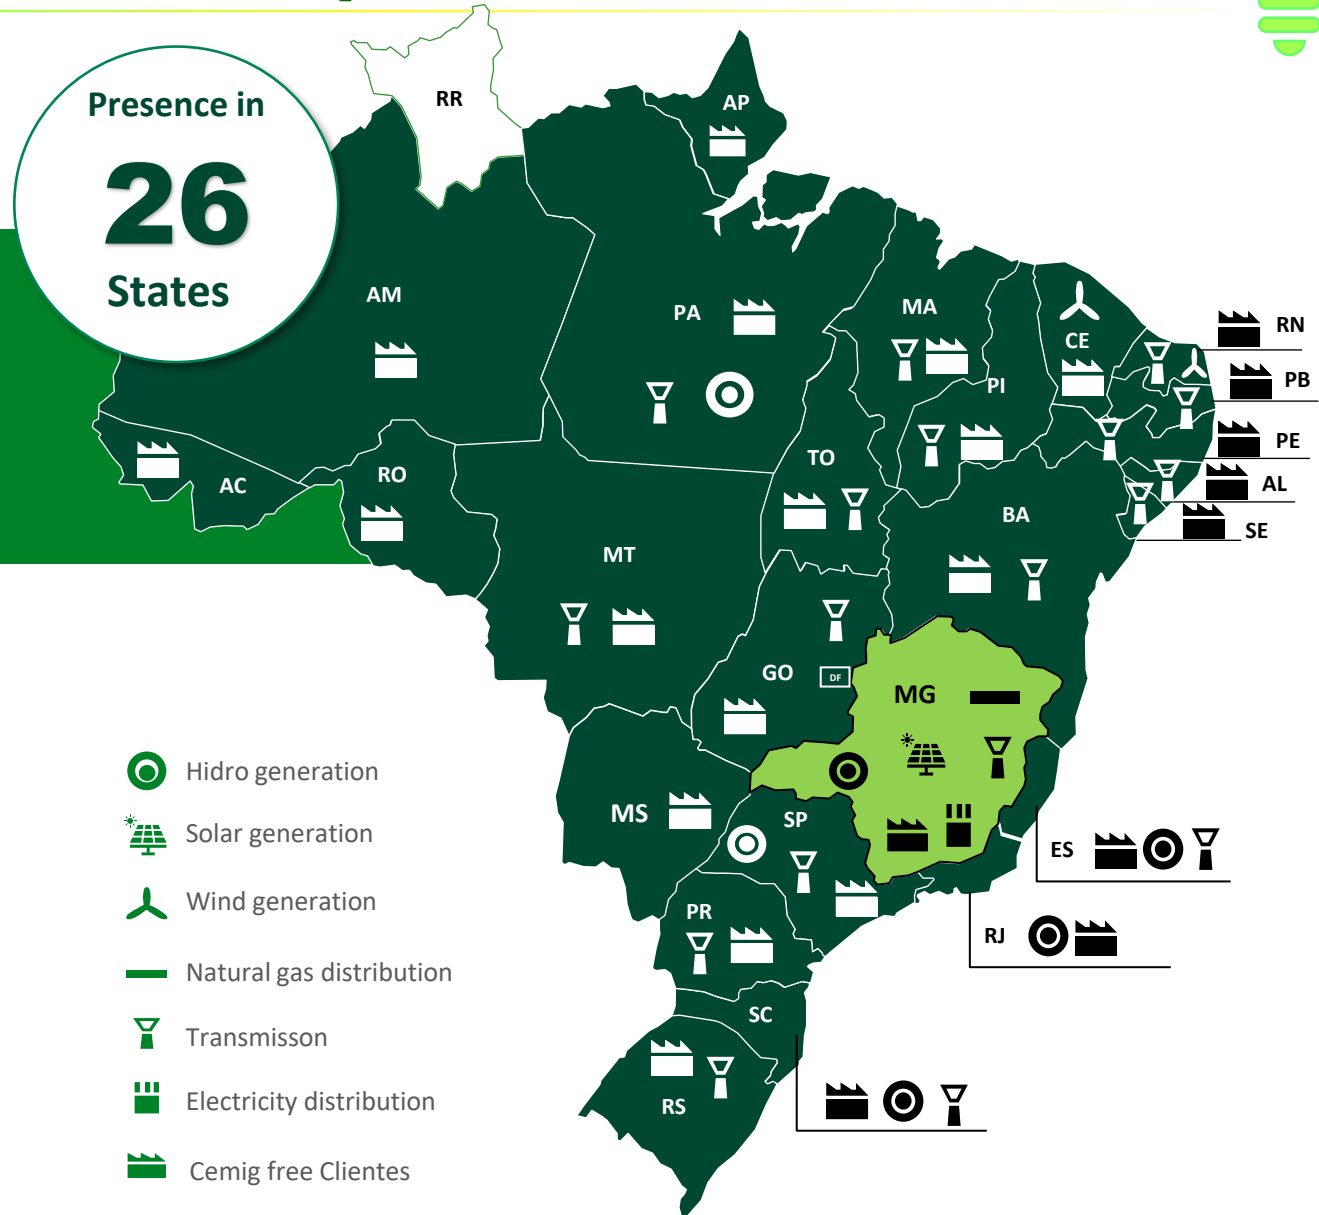 Presence in
26
States
RR
AP
AM
PA
MA
CE
PI
RN
PB
PE
AL
SE
AC
RO
TO
BA
MT
GO
DF
MG
MS
SP
ES
PR
RJ
SC
RS
Hidro generation
Solar generation
Wind generation
Natural gas distribution
Transmisson
Electricity distribution
Cemig free Clientes